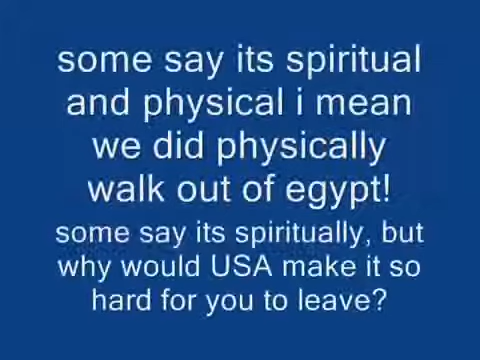 some say its spiritual
and physical i mean
we did physically
walk out of egypt!
some say its spiritually, but
why would USA make it so
hard for you to leave?